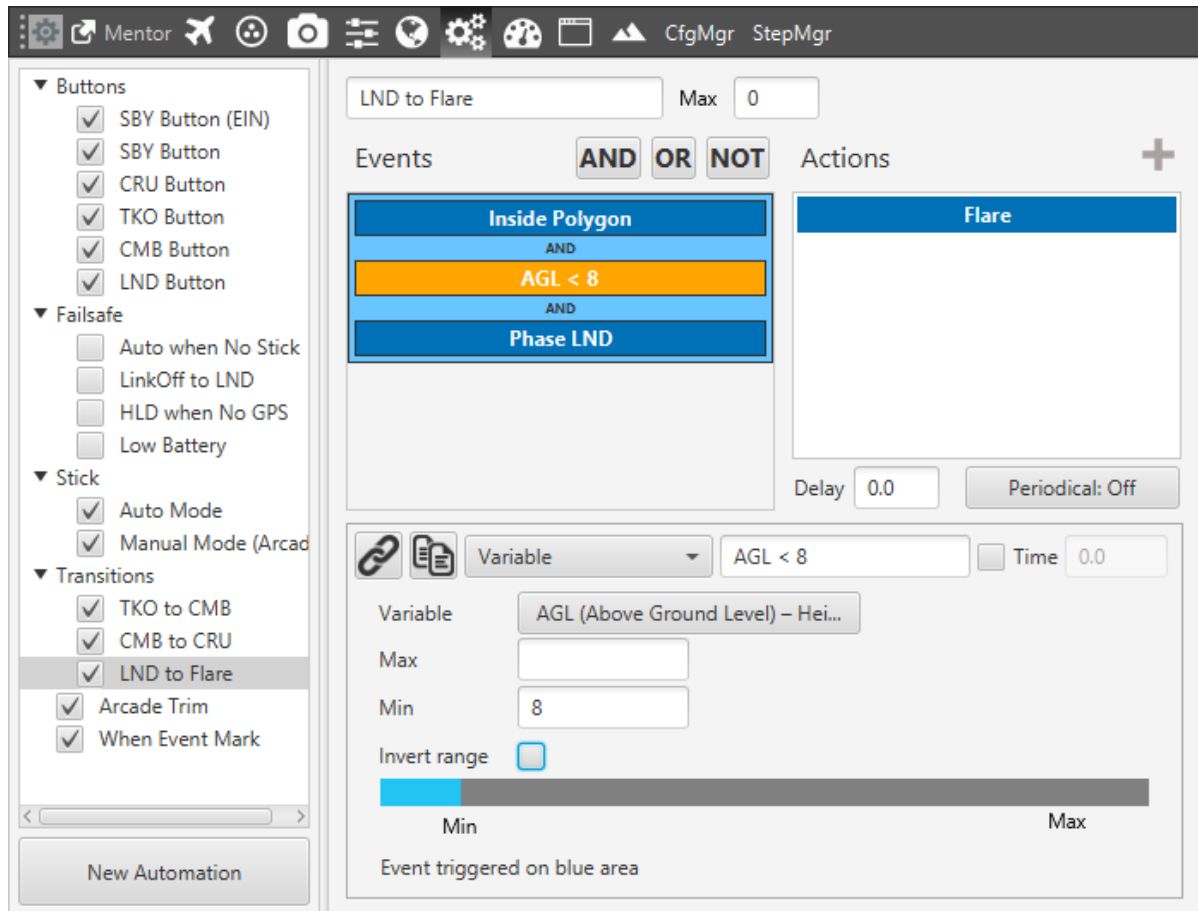 Mentor CfgMgr StepMgr
Buttons
SBY Button (EIN)
SBY Button
CRU Button
TKO Button
CMB Button
LND Button
Failsafe
Auto when No Stick
LinkOff to LND
HLD when No GPS
Low Battery
Stick
Auto Mode
Manual Mode (Arcad
Transitions
TKO to CMB
CMB to CRU
LND to Flare
Arcade Trim
When Event Mark
New Automation
LND to Flare Max 0
Events AND OR NOT Actions
Inside Polygon
AND
AGL < 8
AND
Phase LND
Flare
Delay 0.0 Periodical: Off
Variable AGL < 8 Time 0.0
Variable AGL (Above Ground Level) – Hei...
Max
Min 8
Invert range
Min Max
Event triggered on blue area